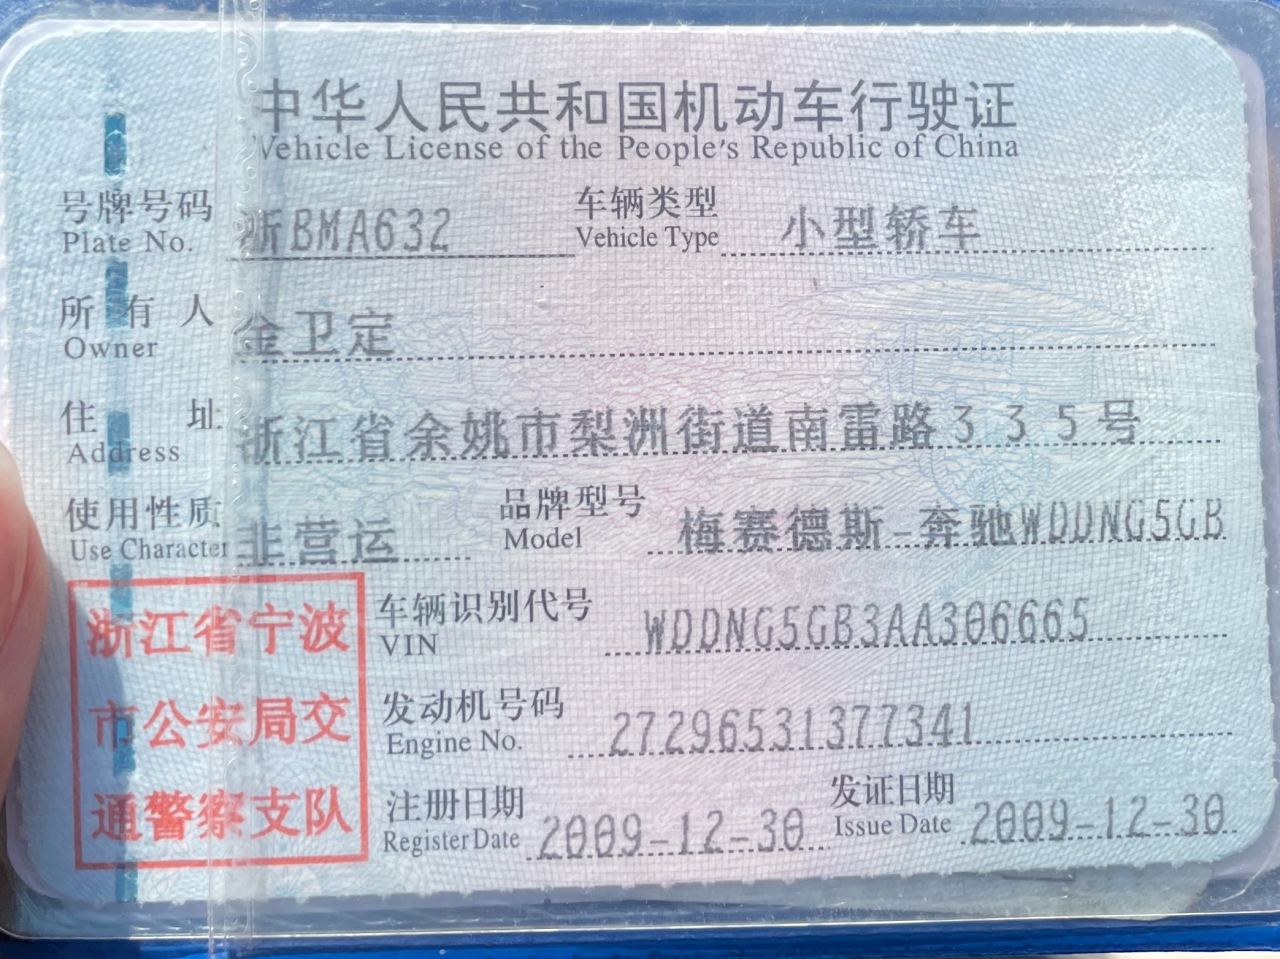 中华人民共和国机动车行驶证
Vehicle License of the People's Republic of China
号牌号码 浙BMA632 车辆类型 小型轿车
Plate No. Vehicle Type
所有人 金卫定
Owner
住址 浙江省余姚市梨洲街道南雷路335号
Address
使用性质 非营运 品牌型号 梅赛德斯-奔驰WDDNG5GB
Use Character Model
浙江省宁波
市公安局交
通警察支队
车辆识别代号 WDDNG5GB3AA306665
VIN
发动机号码 27296531377341
Engine No.
注册日期 2009-12-30 发证日期 2009-12-30
Register Date Issue Date